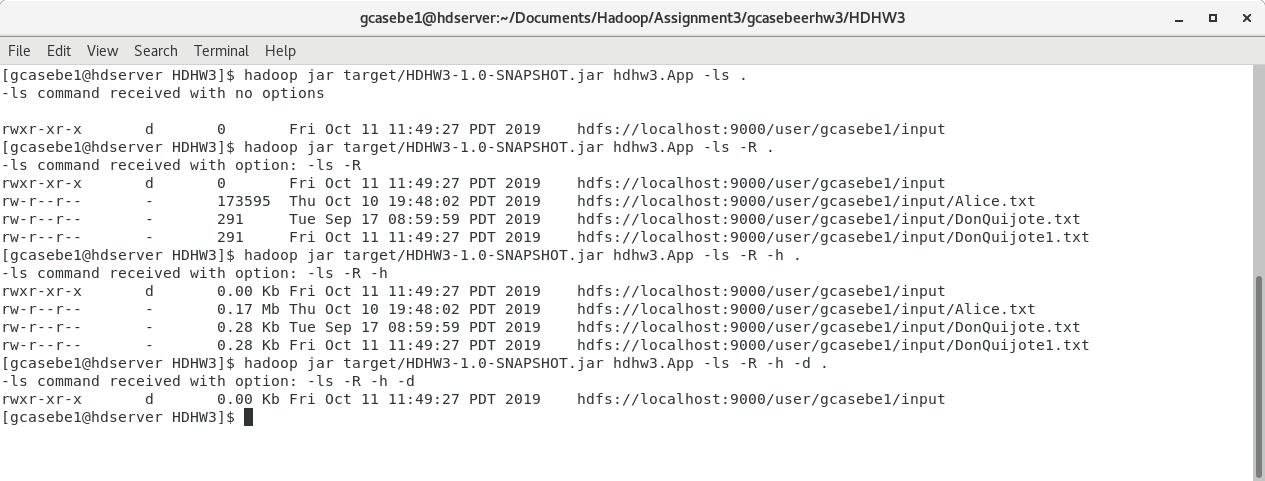 gcasebe1@hdserver:~/Documents/Hadoop/Assignment3/gcasebeerhw3/HDHW3
File Edit View Search Terminal Help
[gcasebe1@hdserver HDHW3]$ hadoop jar target/HDHW3-1.0-SNAPSHOT.jar hdhw3.App -ls .
-ls command received with no options
rwxr-xr-x       d       0       Fri Oct 11 11:49:27 PDT 2019    hdfs://localhost:9000/user/gcasebe1/input
[gcasebe1@hdserver HDHW3]$ hadoop jar target/HDHW3-1.0-SNAPSHOT.jar hdhw3.App -ls -R .
-ls command received with option: -ls -R
rwxr-xr-x       d       0       Fri Oct 11 11:49:27 PDT 2019    hdfs://localhost:9000/user/gcasebe1/input
rw-r--r--       -       173595  Thu Oct 10 19:48:02 PDT 2019    hdfs://localhost:9000/user/gcasebe1/input/Alice.txt
rw-r--r--       -       291     Tue Sep 17 08:59:59 PDT 2019    hdfs://localhost:9000/user/gcasebe1/input/DonQuijote.txt
rw-r--r--       -       291     Fri Oct 11 11:49:27 PDT 2019    hdfs://localhost:9000/user/gcasebe1/input/DonQuijote1.txt
[gcasebe1@hdserver HDHW3]$ hadoop jar target/HDHW3-1.0-SNAPSHOT.jar hdhw3.App -ls -R -h .
-ls command received with option: -ls -R -h
rwxr-xr-x       d       0.00 Kb Fri Oct 11 11:49:27 PDT 2019    hdfs://localhost:9000/user/gcasebe1/input
rw-r--r--       -       0.17 Mb Thu Oct 10 19:48:02 PDT 2019    hdfs://localhost:9000/user/gcasebe1/input/Alice.txt
rw-r--r--       -       0.28 Kb Tue Sep 17 08:59:59 PDT 2019    hdfs://localhost:9000/user/gcasebe1/input/DonQuijote.txt
rw-r--r--       -       0.28 Kb Fri Oct 11 11:49:27 PDT 2019    hdfs://localhost:9000/user/gcasebe1/input/DonQuijote1.txt
[gcasebe1@hdserver HDHW3]$ hadoop jar target/HDHW3-1.0-SNAPSHOT.jar hdhw3.App -ls -R -h -d .
-ls command received with option: -ls -R -h -d
rwxr-xr-x       d       0.00 Kb Fri Oct 11 11:49:27 PDT 2019    hdfs://localhost:9000/user/gcasebe1/input
[gcasebe1@hdserver HDHW3]$